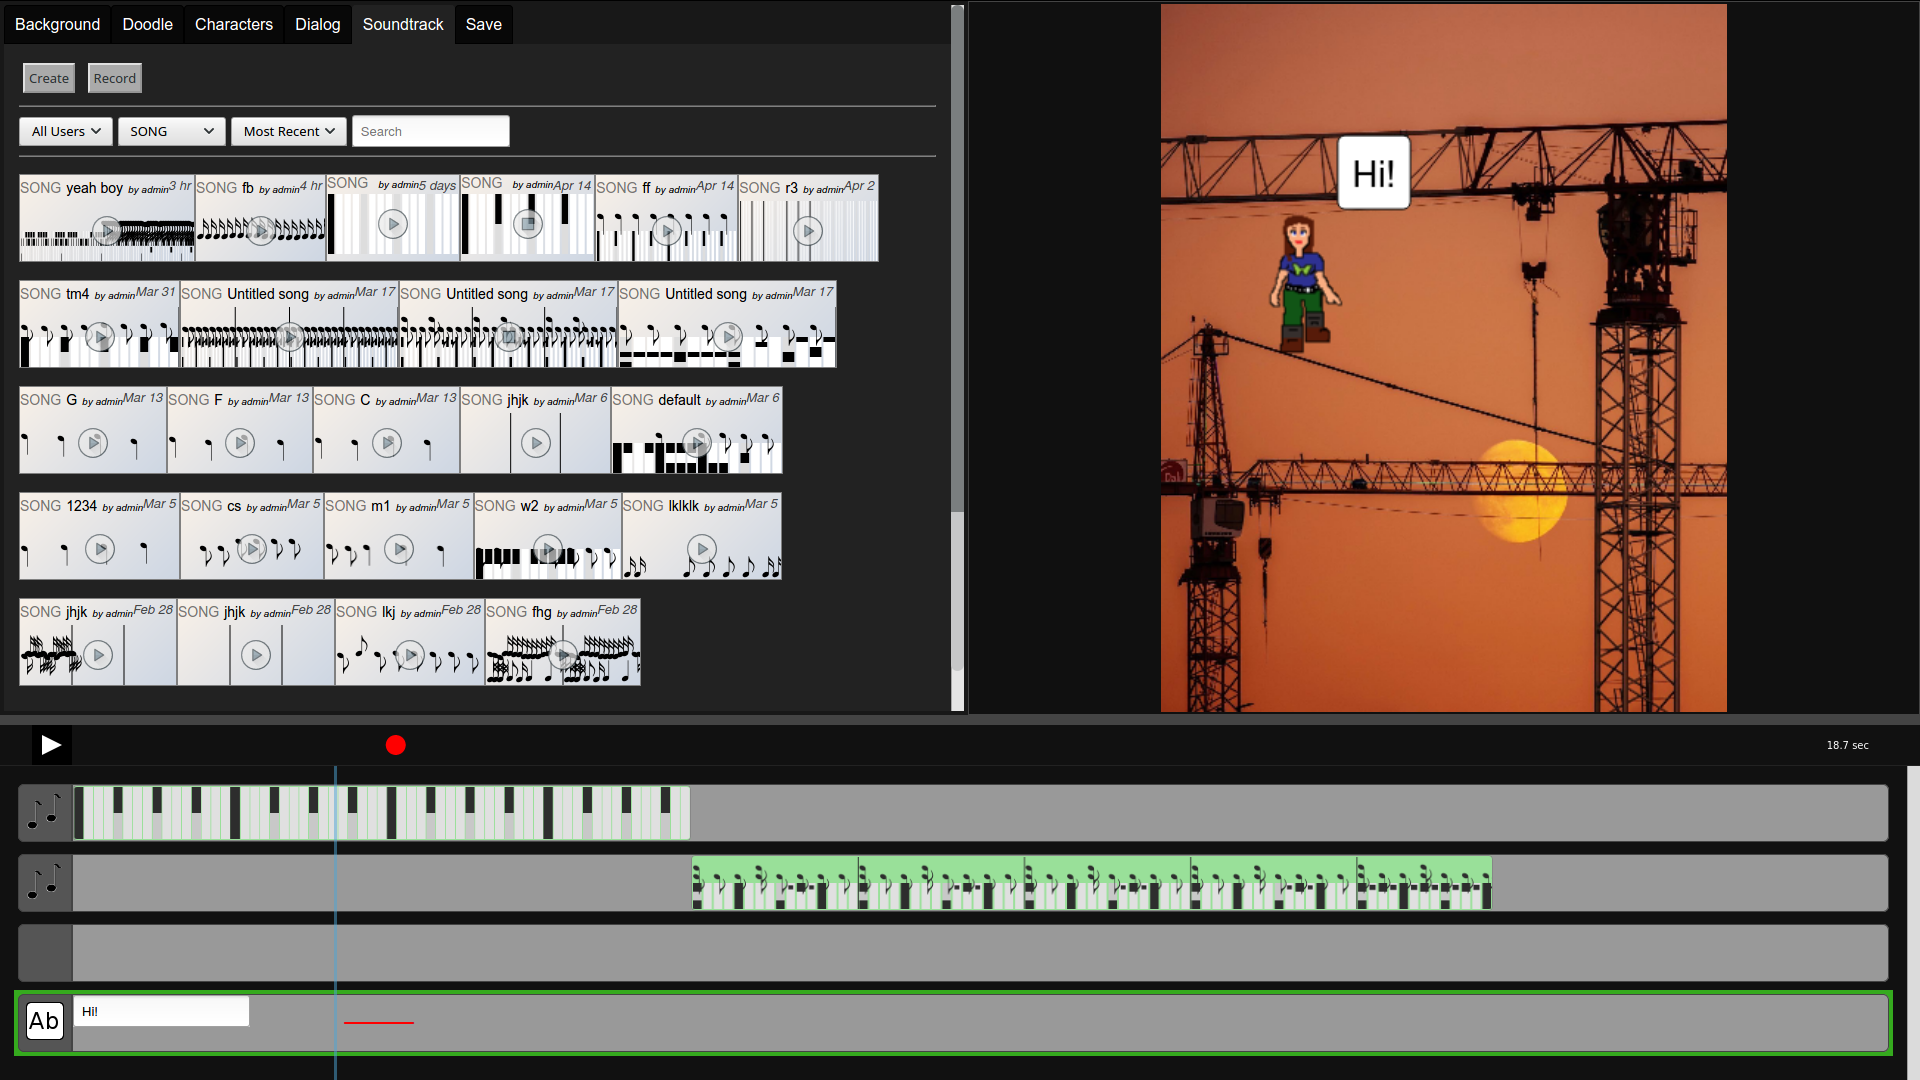 Background Doodle Characters Dialog Soundtrack Save
Create Record
All Users SONG Most Recent Search
SONG yeah boy by admin 3 hr SONG fb by admin 4 hr SONG by admin 5 days SONG by admin Apr 14 SONG ff by admin Apr 14 SONG r3 by admin Apr 2
SONG tm4 by admin Mar 31 SONG Untitled song by admin Mar 17 SONG Untitled song by admin Mar 17 SONG Untitled song by admin Mar 17
SONG G by admin Mar 13 SONG F by admin Mar 13 SONG C by admin Mar 13 SONG jhjk by admin Mar 6 SONG default by admin Mar 6
SONG 1234 by admin Mar 5 SONG cs by admin Mar 5 SONG m1 by admin Mar 5 SONG w2 by admin Mar 5 SONG lklklk by admin Mar 5
SONG jhjk by admin Feb 28 SONG jhjk by admin Feb 28 SONG lkj by admin Feb 28 SONG fhg by admin Feb 28
Hi!
18.7 sec
Ab Hi!